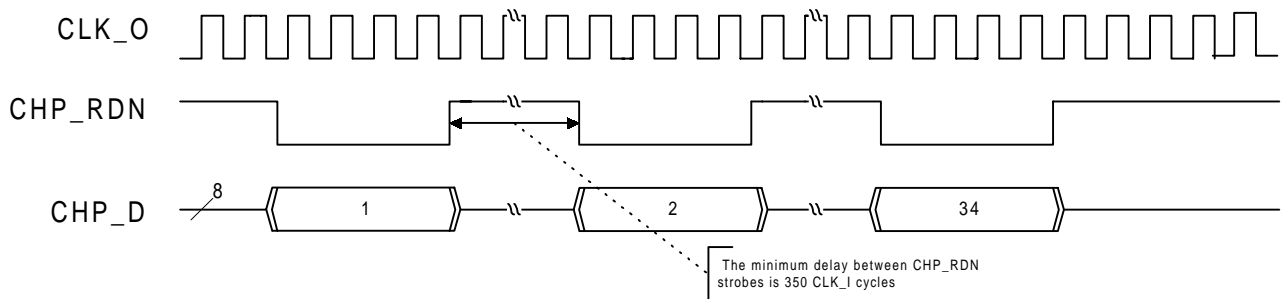 CLK_O
CHP_RDN
8
CHP_D
1
2
34
The minimum delay between CHP_RDN
strobes is 350 CLK_I cycles